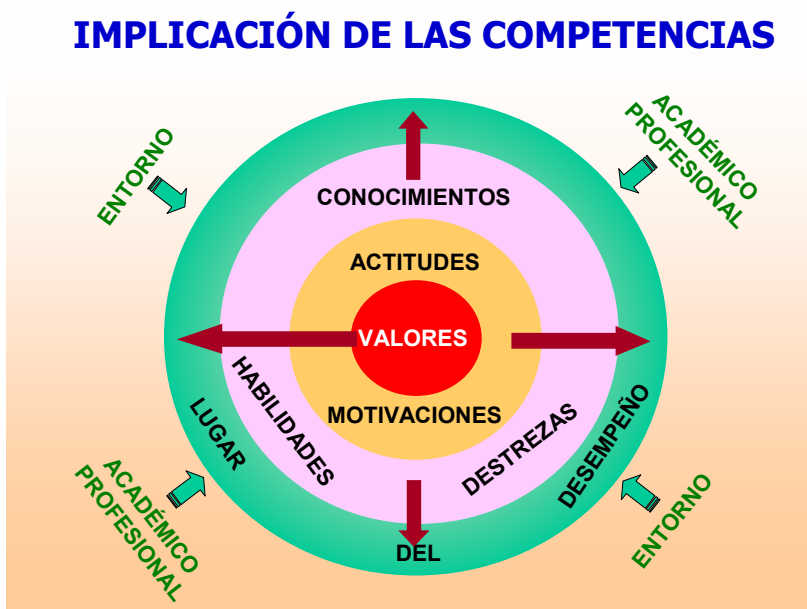 IMPLICACIÓN DE LAS COMPETENCIAS
ENTORNO
ACADÉMICO
PROFESIONAL
CONOCIMIENTOS
ACTITUDES
VALORES
MOTIVACIONES
HABILIDADES
DESTREZAS
LUGAR
DEL
DESEMPEÑO
ACADÉMICO
PROFESIONAL
ENTORNO